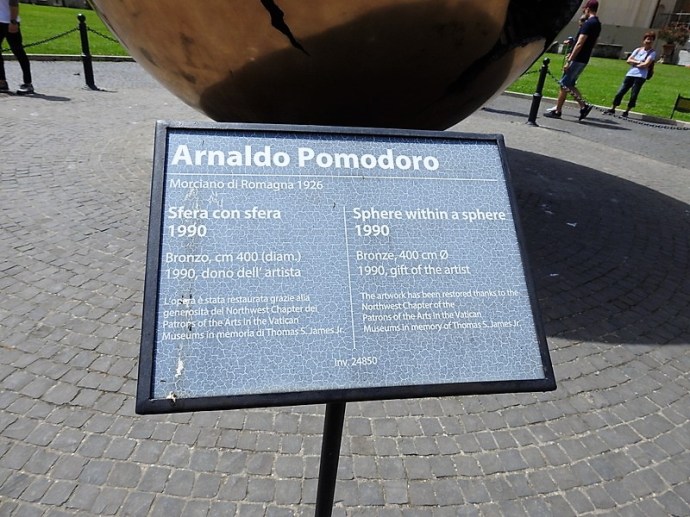 Arnaldo Pomodoro
Morciano di Romagna 1926
Sfera con sfera
1990
Bronzo, cm 400 (diam.)
1990, dono dell' artista
L'opera è stata restaurata grazie alla
generosità del Northwest Chapter dei
Patrons of the Arts in the Vatican
Museums in memoria di Thomas S. James Jr.
Sphere within a sphere
1990
Bronze, 400 cm Ø
1990, gift of the artist
The artwork has been restored thanks to the
Northwest Chapter of the
Patrons of the Arts in the Vatican
Museums in memory of Thomas S. James Jr.
Inv. 24850